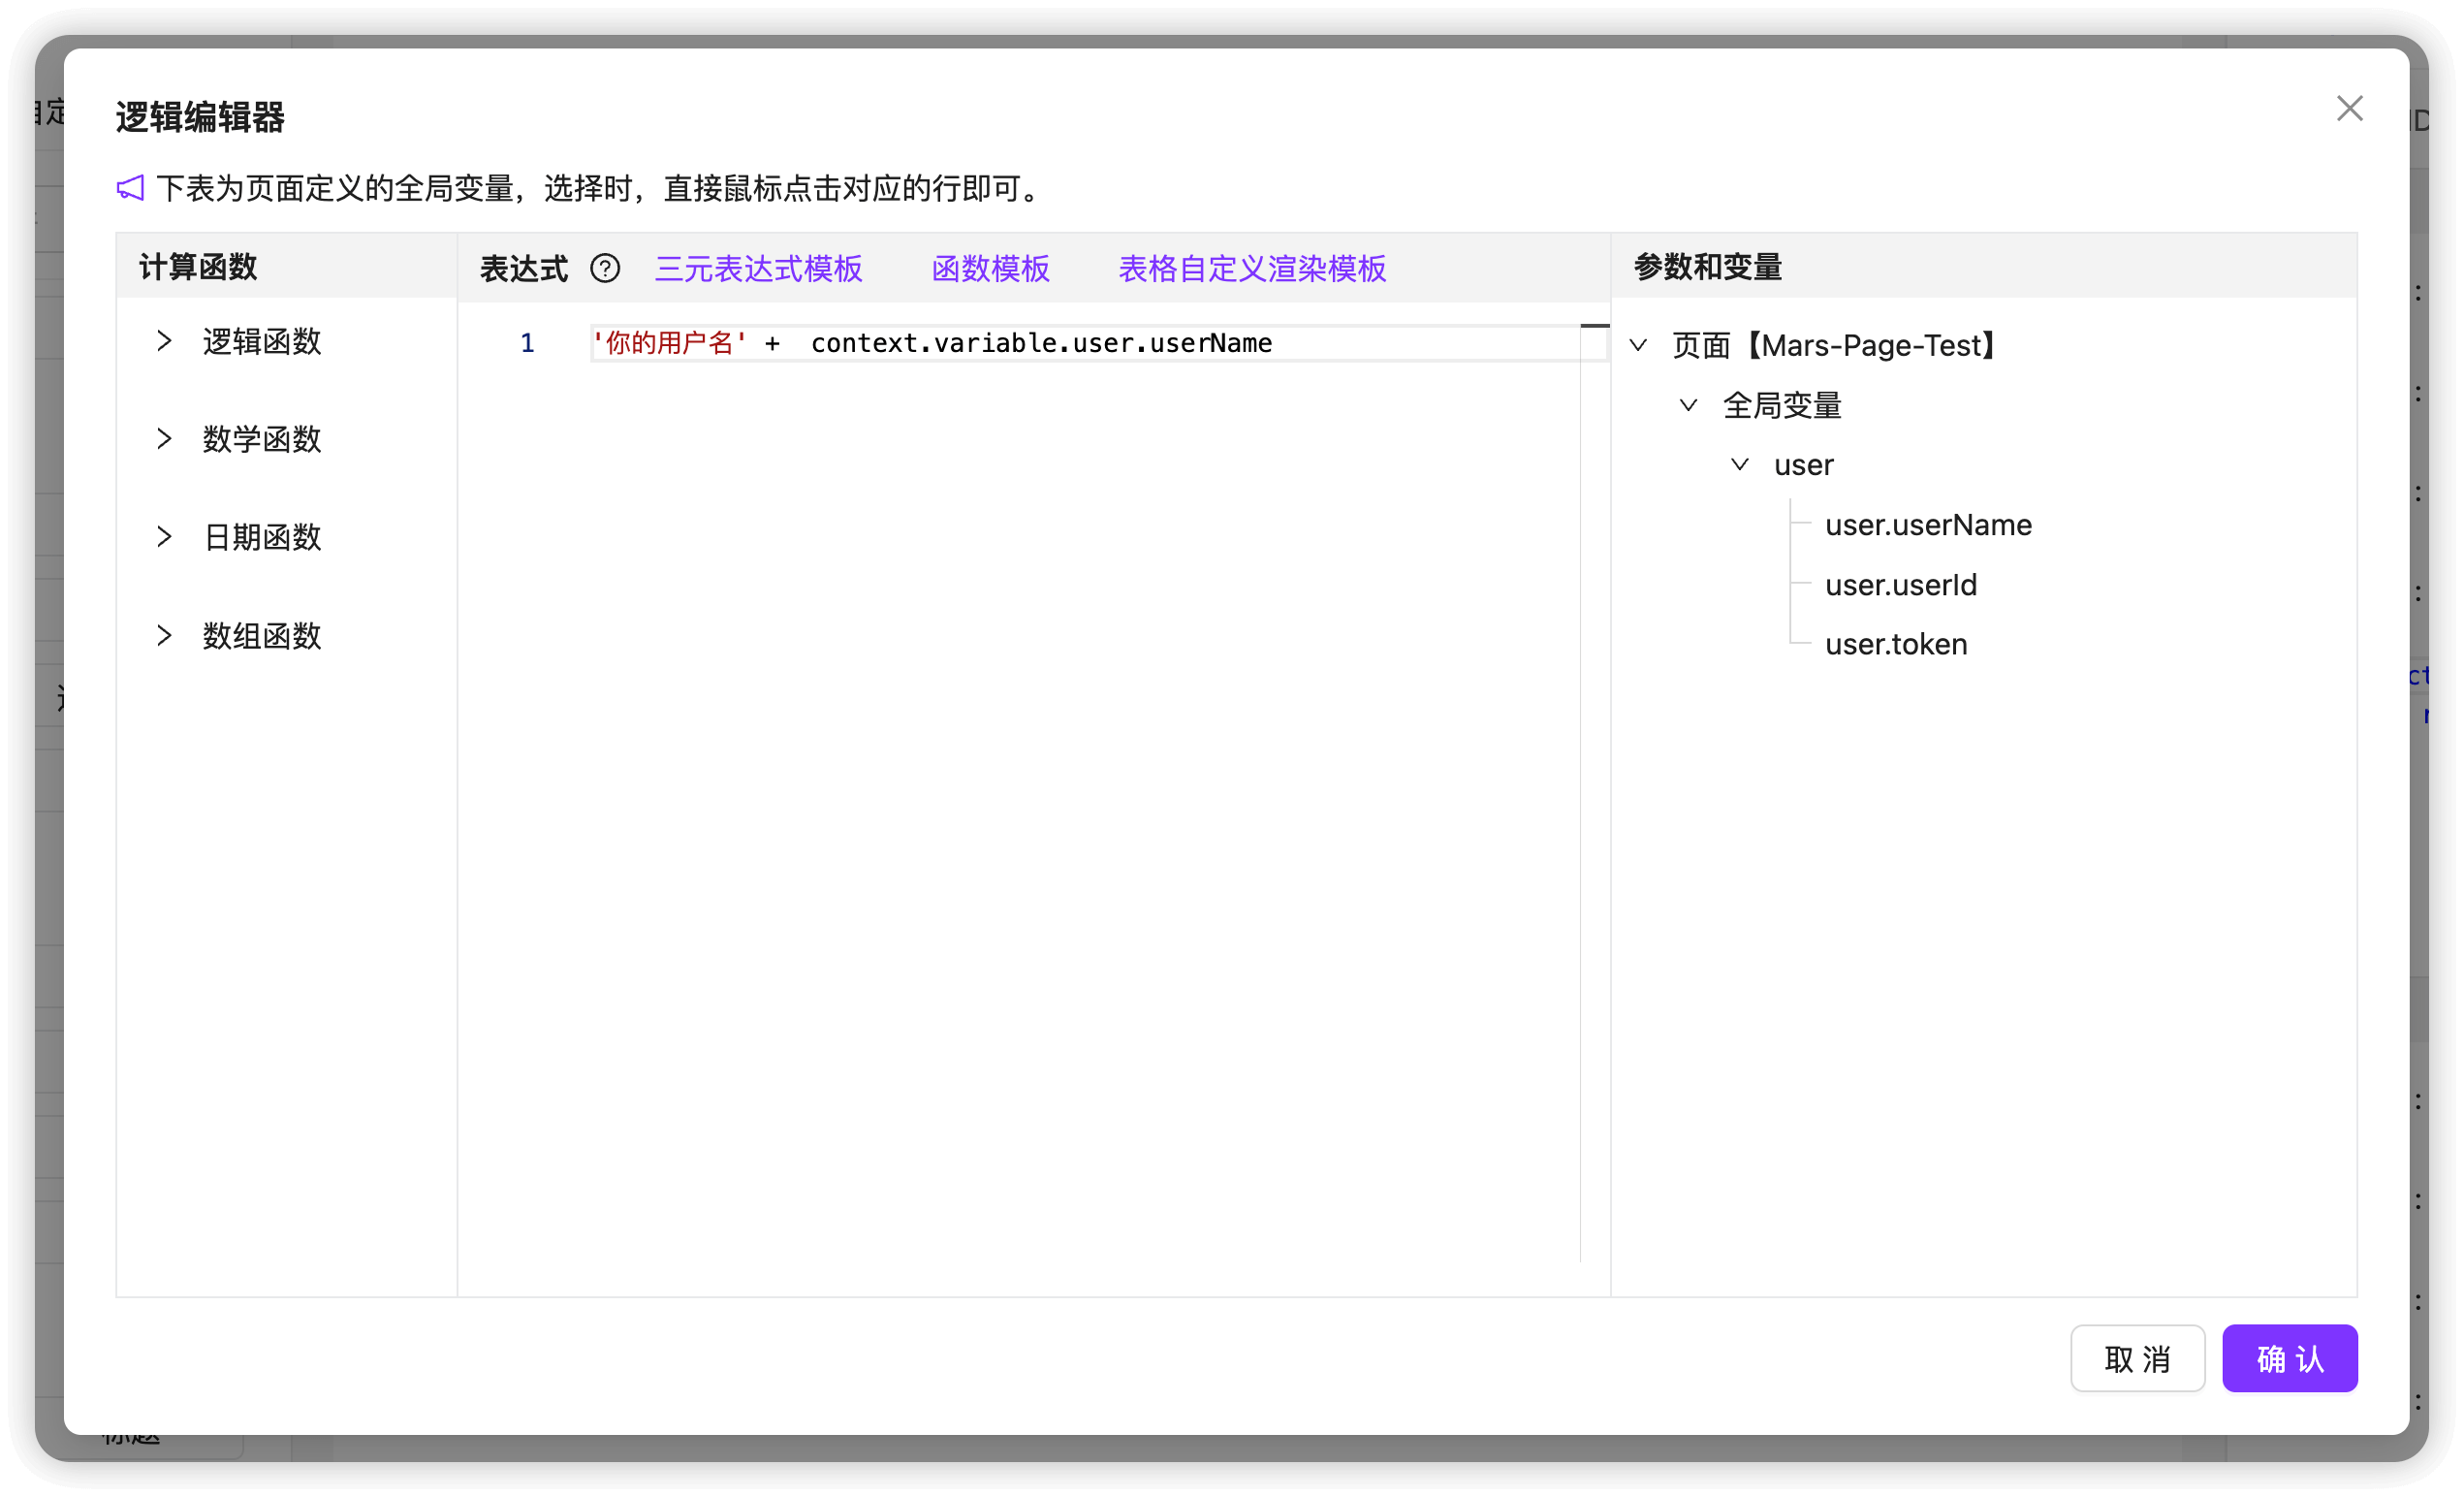 逻辑编辑器
下表为页面定义的全局变量，选择时，直接鼠标点击对应的行即可。
计算函数
逻辑函数
数学函数
日期函数
数组函数
表达式 三元表达式模板 函数模板 表格自定义渲染模板
1 '你的用户名' +  context.variable.user.userName
参数和变量
页面【Mars-Page-Test】
全局变量
user
user.userName
user.userId
user.token
取 消 确 认